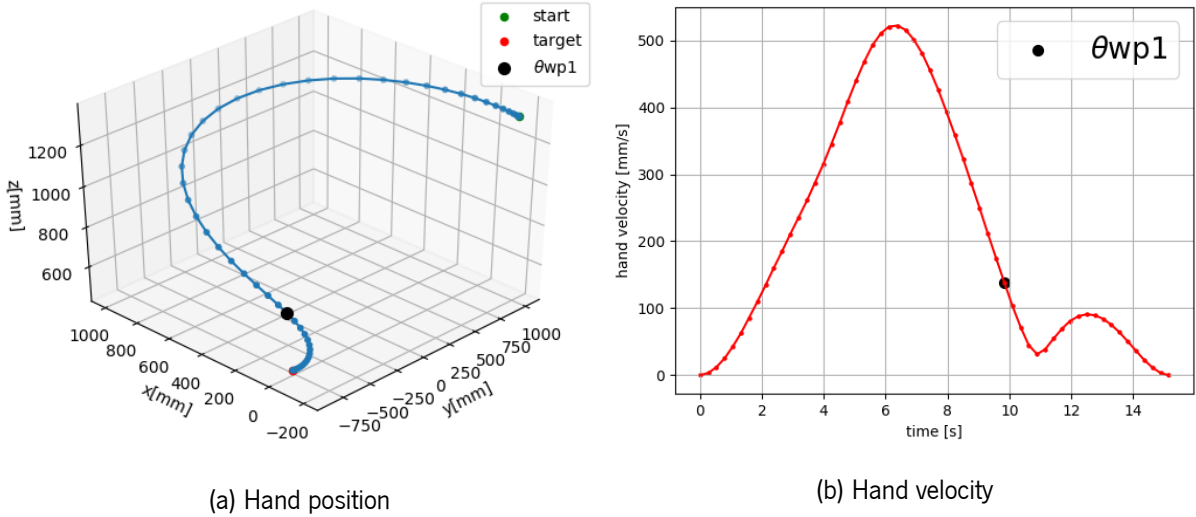 start
target
θwp1
1200
1000
800
600
z[mm]
1000
800
600
400
200
0
−200
x[mm]
−750
−500
−250
0
250
500
750
1000
y[mm]
(a) Hand position
θwp1
500
400
300
200
100
0
hand velocity [mm/s]
0 2 4 6 8 10 12 14
time [s]
(b) Hand velocity